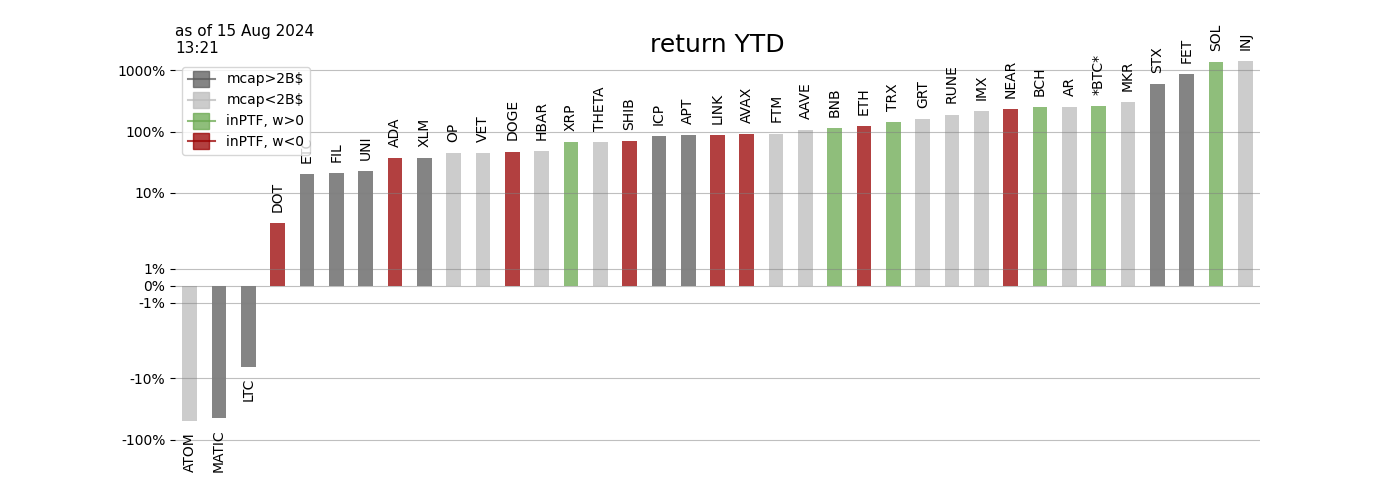 as of 15 Aug 2024
13:21
return YTD
mcap>2B$
mcap<2B$
inPTF, w>0
inPTF, w<0
1000%
100%
10%
1%
0%
-1%
-10%
-100%
ATOM
MATIC
LTC
DOT
ETC
FIL
UNI
ADA
XLM
OP
VET
DOGE
HBAR
XRP
THETA
SHIB
ICP
APT
LINK
AVAX
FTM
AAVE
BNB
ETH
TRX
GRT
RUNE
IMX
NEAR
BCH
AR
*BTC*
MKR
STX
FET
SOL
INJ